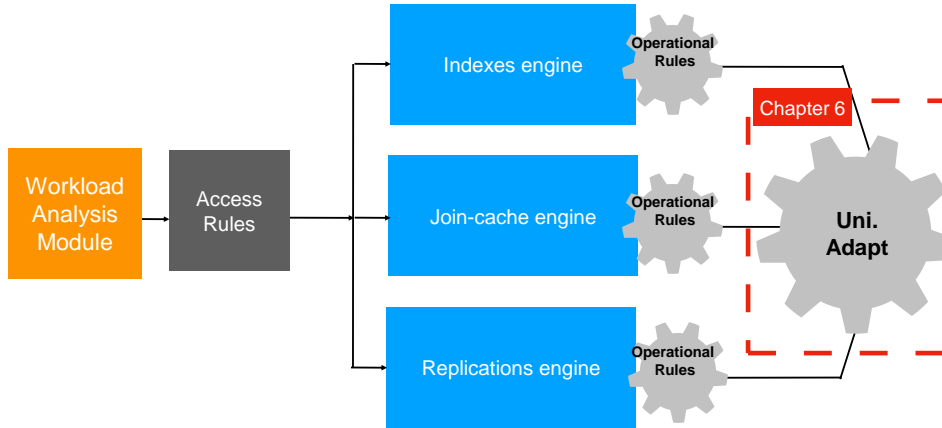 Workload
Analysis
Module
Access
Rules
Indexes engine
Operational
Rules
Join-cache engine
Operational
Rules
Replications engine
Operational
Rules
Chapter 6
Uni.
Adapt